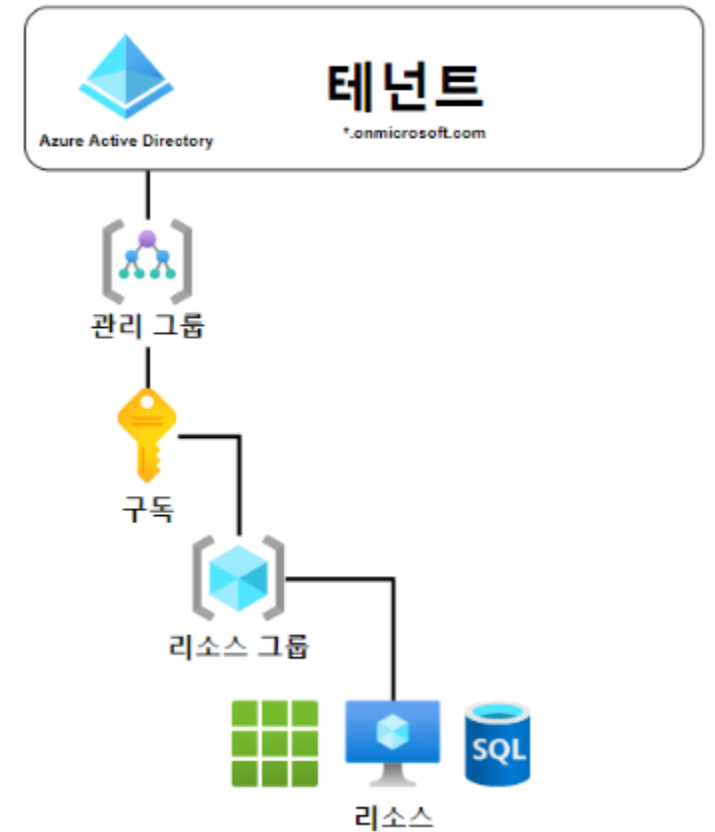 테넌트
*.onmicrosoft.com
Azure Active Directory
관리 그룹
구독
리소스 그룹
SQL
리소스